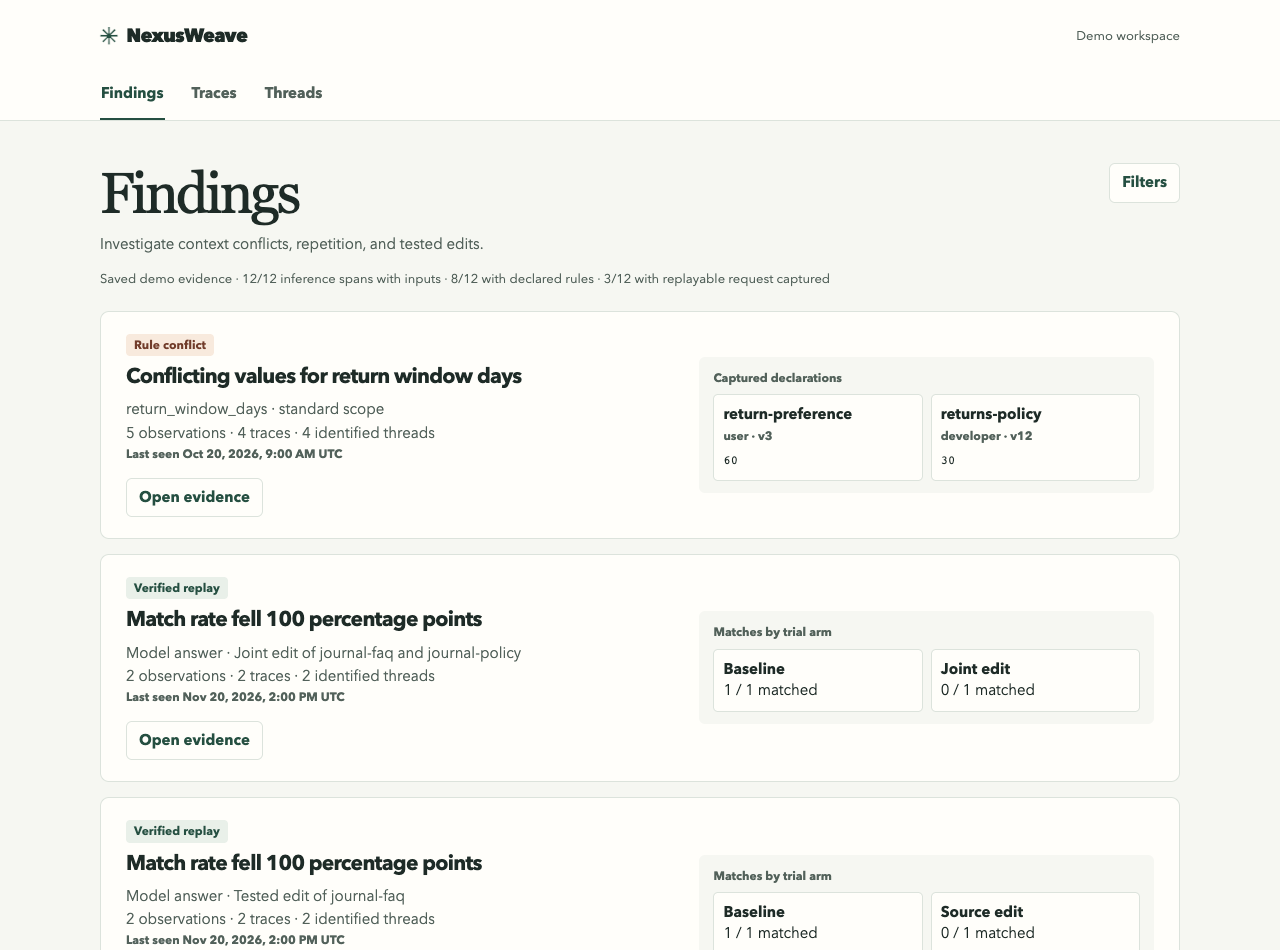 NexusWeave
Demo workspace
Findings
Traces
Threads
Findings
Filters
Investigate context conflicts, repetition, and tested edits.
Saved demo evidence · 12/12 inference spans with inputs · 8/12 with declared rules · 3/12 with replayable request captured
Rule conflict
Conflicting values for return window days
return_window_days · standard scope
5 observations · 4 traces · 4 identified threads
Last seen Oct 20, 2026, 9:00 AM UTC
Open evidence
Captured declarations
return-preference
user · v3
60
returns-policy
developer · v12
30
Verified replay
Match rate fell 100 percentage points
Model answer · Joint edit of journal-faq and journal-policy
2 observations · 2 traces · 2 identified threads
Last seen Nov 20, 2026, 2:00 PM UTC
Open evidence
Matches by trial arm
Baseline
1 / 1 matched
Joint edit
0 / 1 matched
Verified replay
Match rate fell 100 percentage points
Model answer · Tested edit of journal-faq
2 observations · 2 traces · 2 identified threads
Last seen Nov 20, 2026, 2:00 PM UTC
Matches by trial arm
Baseline
1 / 1 matched
Source edit
0 / 1 matched